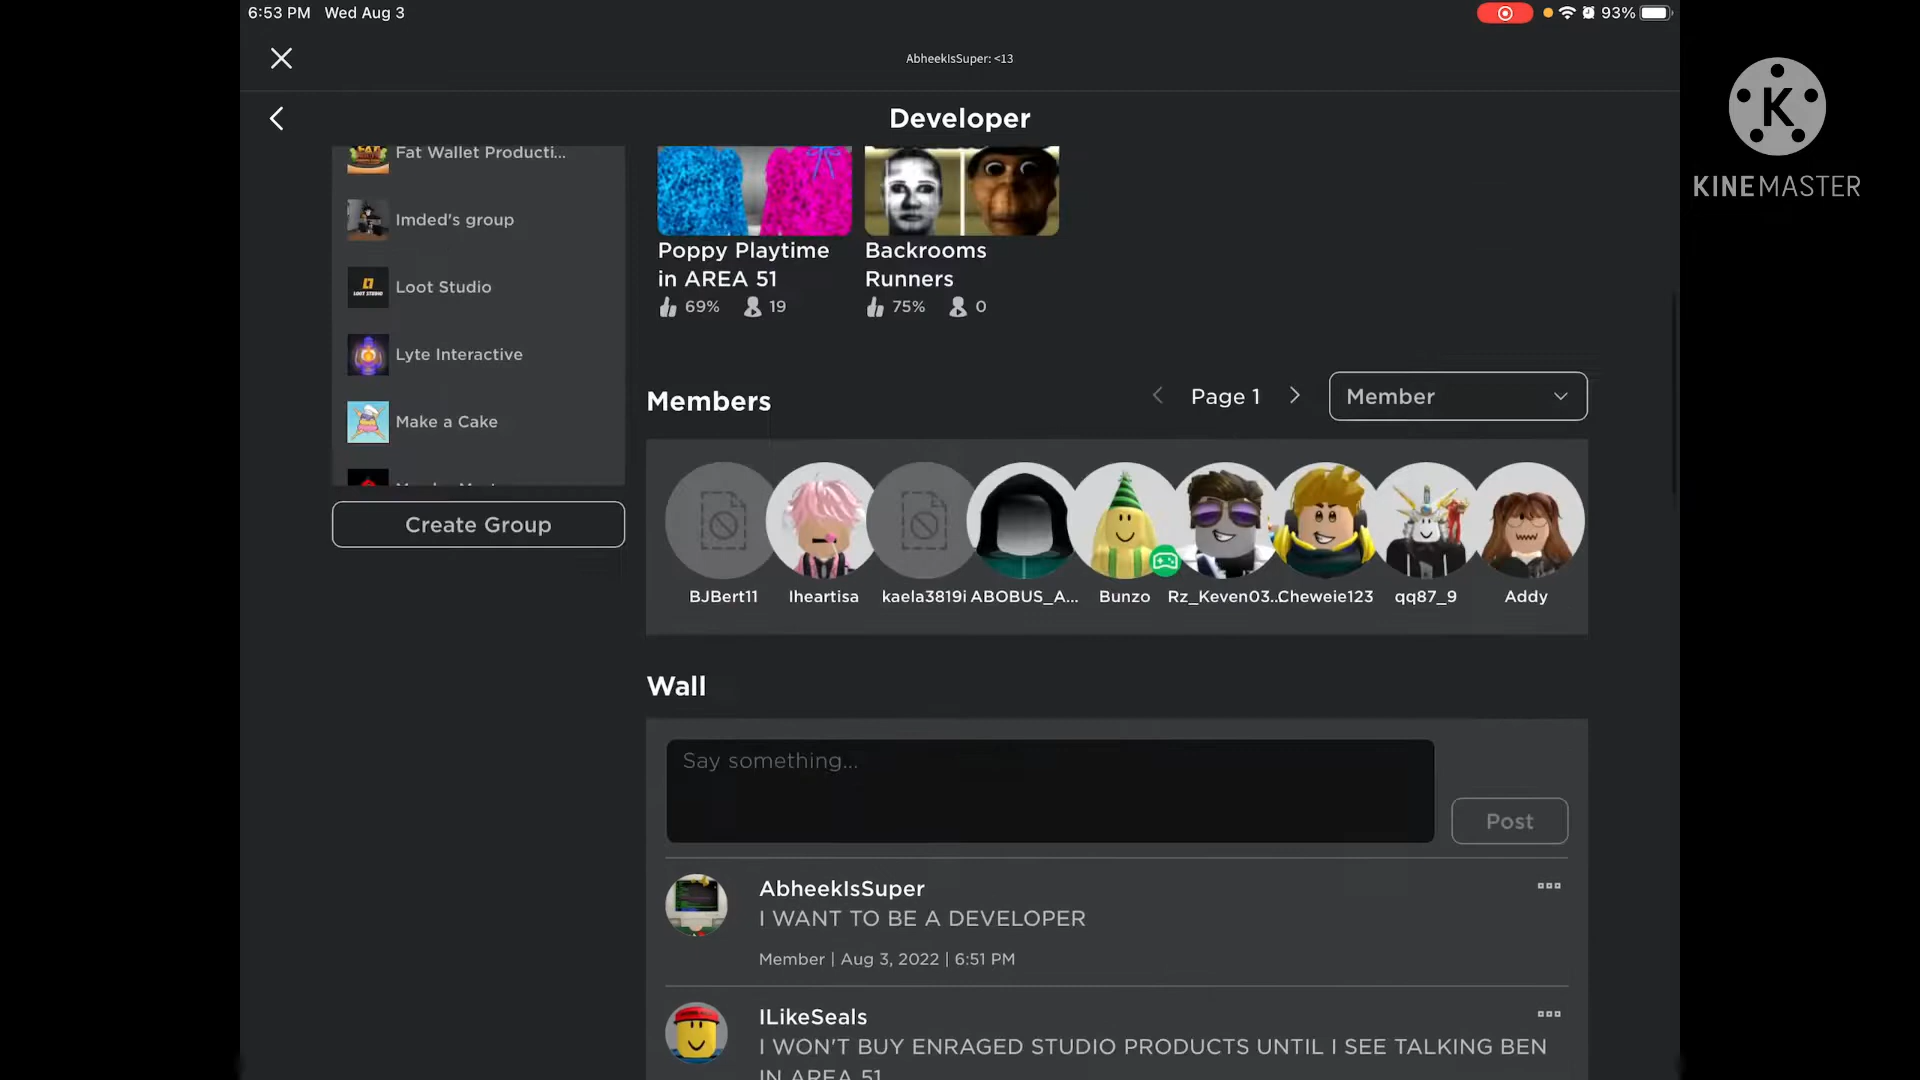 6:53 PM Wed Aug 3
93%
AbheekIsSuper: <13
KINEMASTER
Developer
Fat Wallet Producti...
Imded's group
Loot Studio
Lyte Interactive
Make a Cake
Create Group
Poppy Playtime
in AREA 51
69% 19
Backrooms
Runners
75% 0
Members
Page 1
Member
BJBert11
kaela3819i
ABOBUS_A...
Bunzo
Rz_Keven03...
Cheweie123
qq87_9
Addy
Wall
Say something...
Post
AbheekIsSuper
I WANT TO BE A DEVELOPER
Member | Aug 3, 2022 | 6:51 PM
ILikeSeals
I WON'T BUY ENRAGED STUDIO PRODUCTS UNTIL I SEE TALKING BEN
IN AREA 51